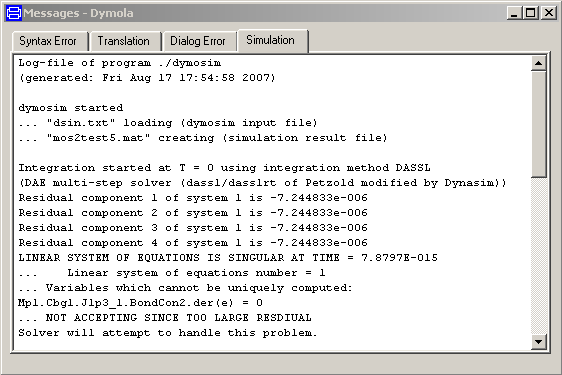 Messages - Dymola
Syntax Error Translation Dialog Error Simulation
Log-file of program ./dymosim
(generated: Fri Aug 17 17:54:58 2007)
dymosim started
... "dsin.txt" loading (dymosim input file)
... "mos2test5.mat" creating (simulation result file)
Integration started at T = 0 using integration method DASSL
(DAE multi-step solver (dassl/dasslrt of Petzold modified by Dynasim))
Residual component 1 of system 1 is -7.244833e-006
Residual component 2 of system 1 is -7.244833e-006
Residual component 3 of system 1 is -7.244833e-006
Residual component 4 of system 1 is -7.244833e-006
LINEAR SYSTEM OF EQUATIONS IS SINGULAR AT TIME = 7.8797E-015
... Linear system of equations number = 1
... Variables which cannot be uniquely computed:
Mp1.Cbg1.J1p3_1.BondCon2.der(e) = 0
... NOT ACCEPTING SINCE TOO LARGE RESDIUAL
Solver will attempt to handle this problem.